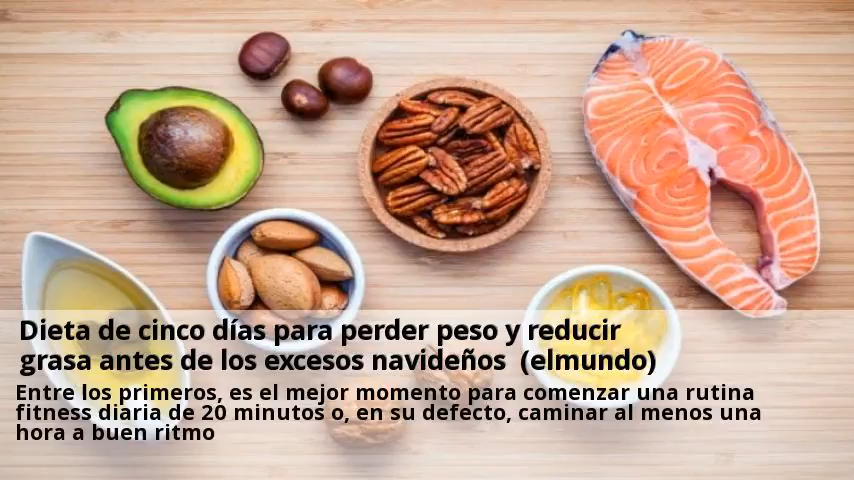 Dieta de cinco días para perder peso y reducir
grasa antes de los excesos navideños  (elmundo)
Entre los primeros, es el mejor momento para comenzar una rutina
fitness diaria de 20 minutos o, en su defecto, caminar al menos una
hora a buen ritmo